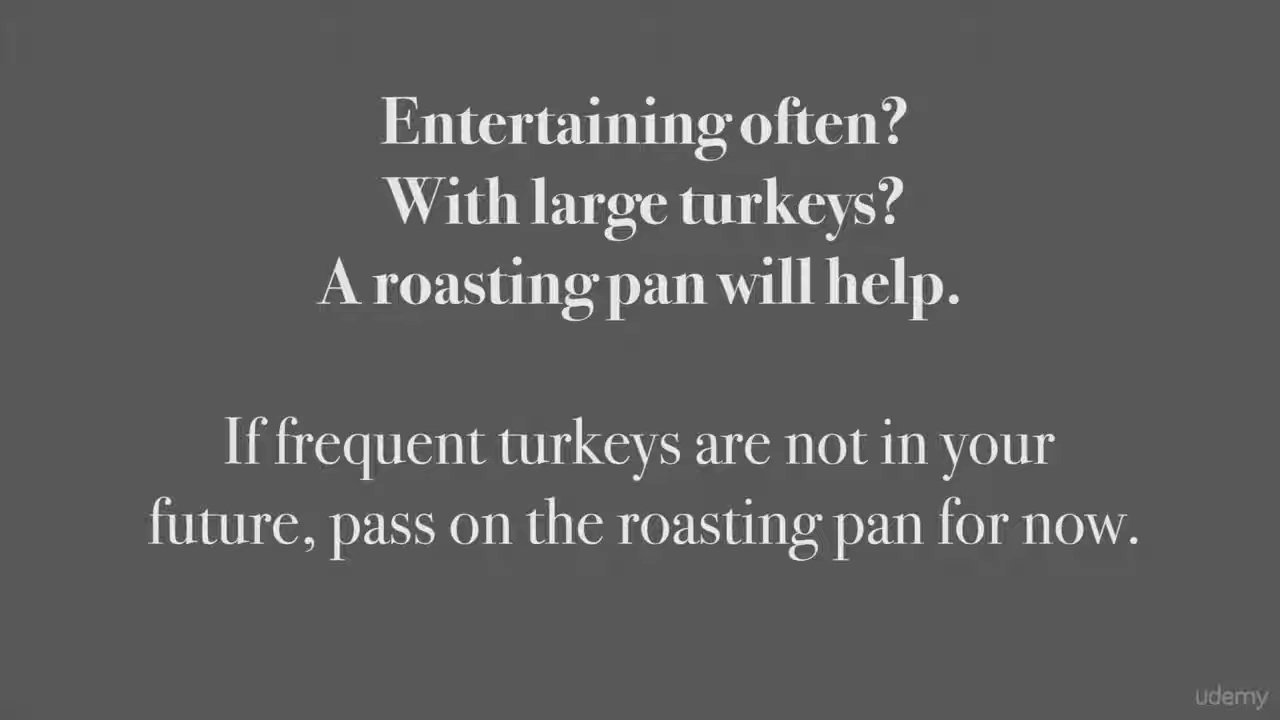 Entertaining often?
With large turkeys?
A roasting pan will help.
If frequent turkeys are not in your
future, pass on the roasting pan for now.
udemy